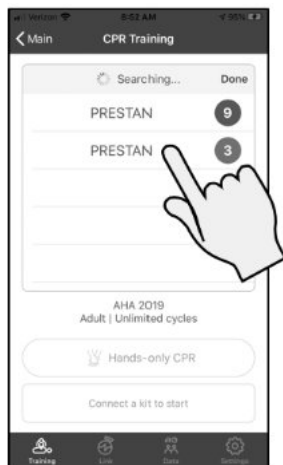 Verizon 8:52 AM 95%
Main CPR Training
Searching... Done
PRESTAN 9
PRESTAN 3
AHA 2019
Adult | Unlimited cycles
Hands-only CPR
Connect a kit to start
Training Link Data Settings